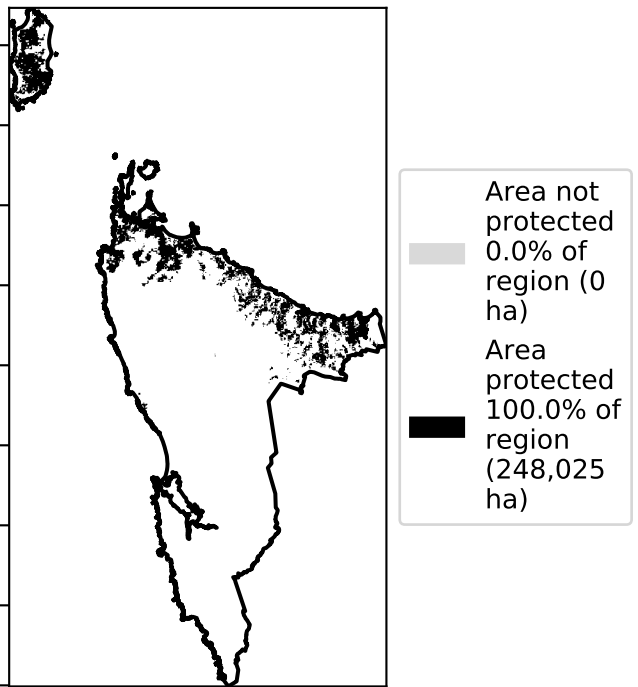 Area not
protected
0.0% of
region (0
ha)
Area
protected
100.0% of
region
(248,025
ha)